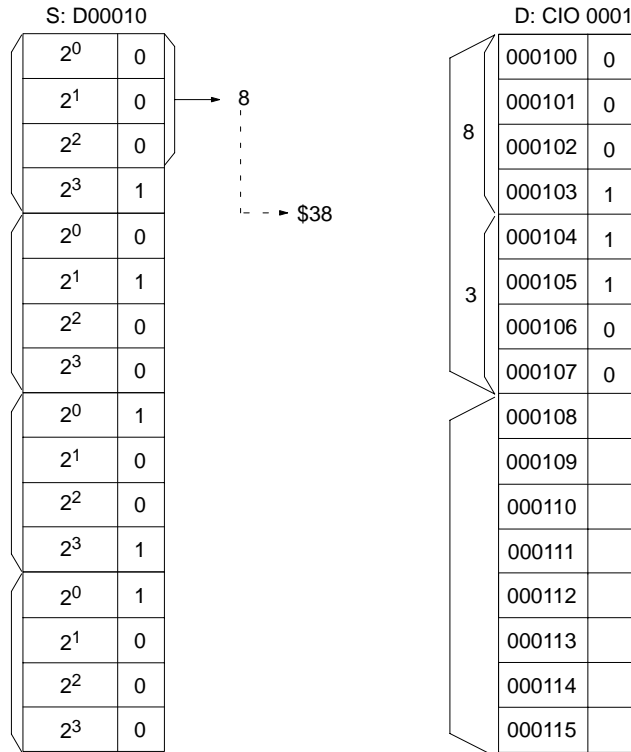 S: D00010 D: CIO 0001
2⁰ 0 000100 0
2¹ 0 8 000101 0
2² 0 8 000102 0
2³ 1 000103 1
2⁰ 0 $38 000104 1
2¹ 1 3 000105 1
2² 0 000106 0
2³ 0 000107 0
2⁰ 1 000108
2¹ 0 000109
2² 0 000110
2³ 1 000111
2⁰ 1 000112
2¹ 0 000113
2² 0 000114
2³ 0 000115